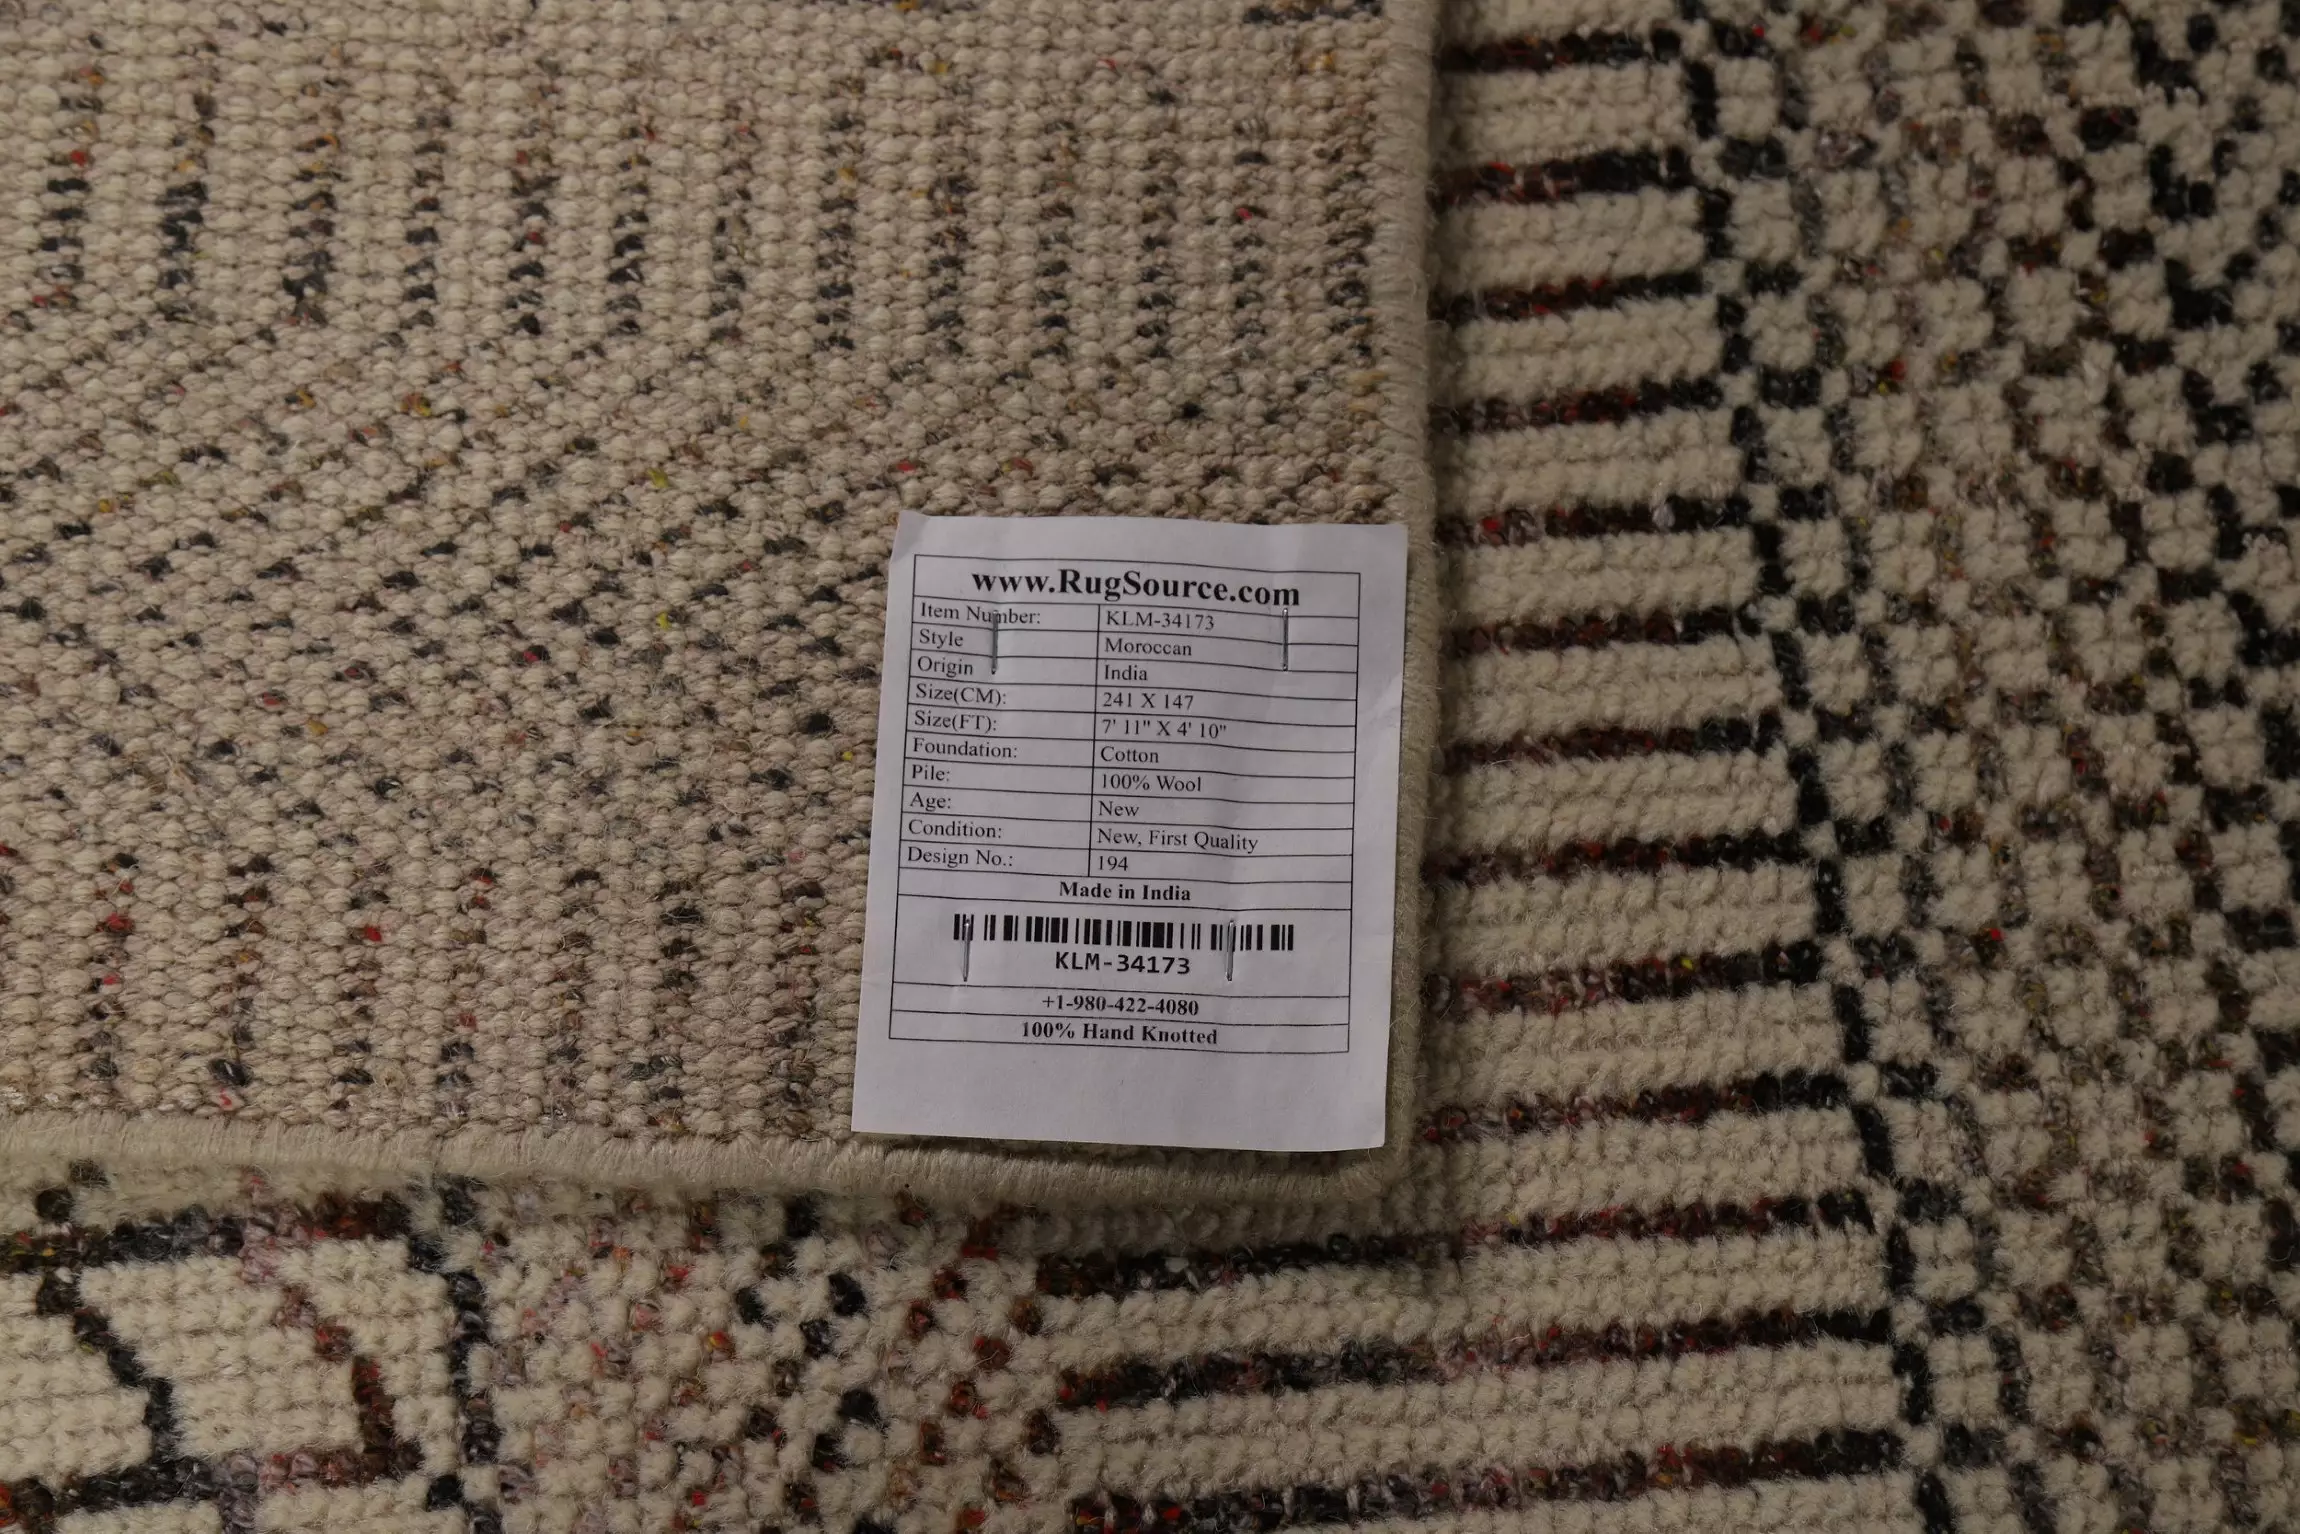 www.RugSource.com
Item Number: KLM-34173
Style Moroccan
Origin India
Size(CM): 241 X 147
Size(FT): 7' 11" X 4' 10"
Foundation: Cotton
Pile: 100% Wool
Age: New
Condition: New, First Quality
Design No.: 194
Made in India
KLM-34173
+1-980-422-4080
100% Hand Knotted